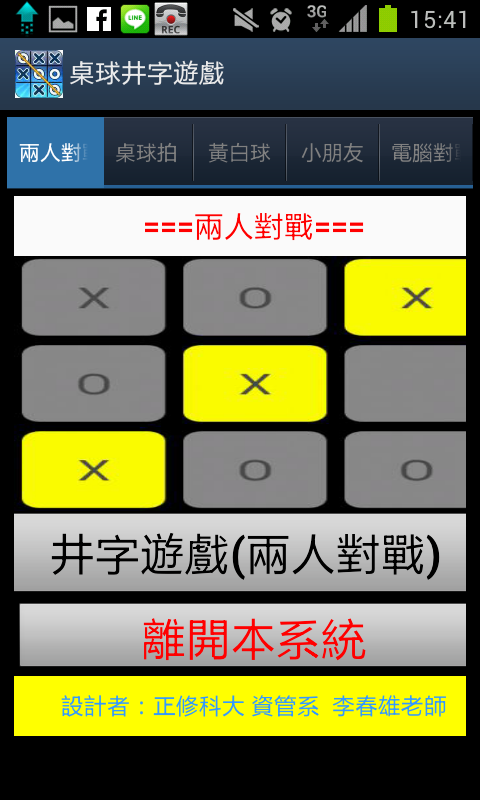 REC
LINE
3G
15:41
桌球井字遊戲
兩人對
桌球拍
黃白球
小朋友
電腦對
===兩人對戰===
X O X
O X
X O O
井字遊戲(兩人對戰)
離開本系統
設計者：正修科大 資管系 李春雄老師